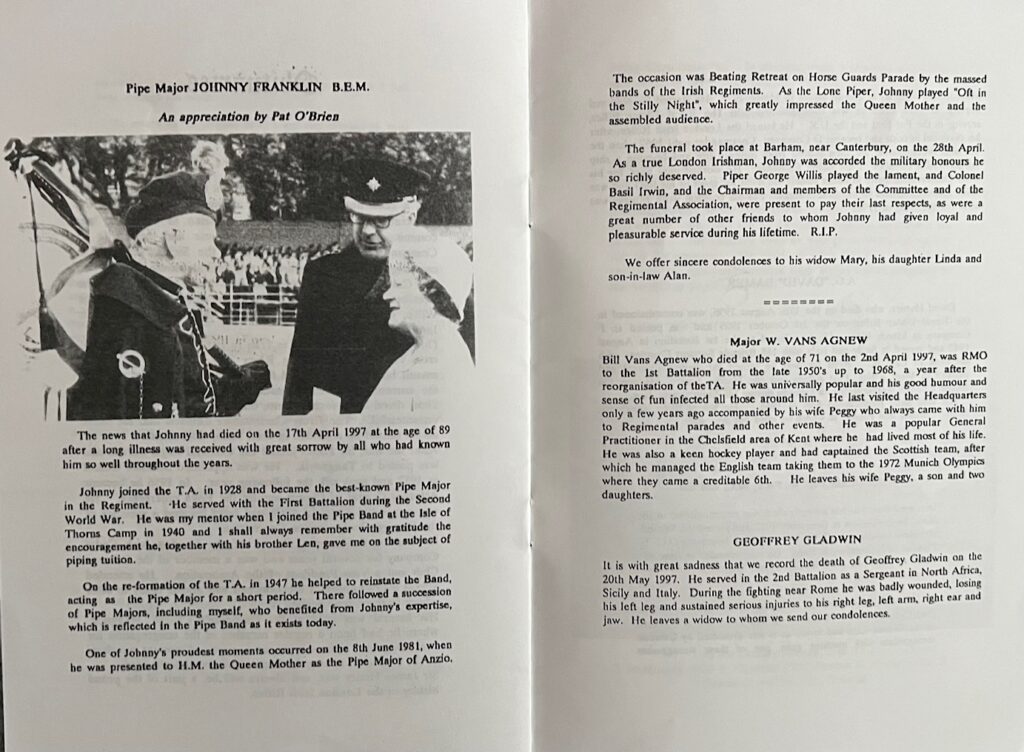 Pipe Major JOHNNY FRANKLIN B.E.M.
An appreciation by Pat O'Brien
The news that Johnny had died on the 17th April 1997 at the age of 89
after a long illness was received with great sorrow by all who had known
him so well throughout the years.
Johnny joined the T.A. in 1928 and became the best-known Pipe Major
in the Regiment. He served with the First Battalion during the Second
World War. He was my mentor when I joined the Pipe Band at the Isle of
Thorns Camp in 1940 and I shall always remember with gratitude the
encouragement he, together with his brother Len, gave me on the subject of
piping tuition.
On the re-formation of the T.A. in 1947 he helped to reinstate the Band,
acting as the Pipe Major for a short period. There followed a succession
of Pipe Majors, including myself, who benefited from Johnny's expertise,
which is reflected in the Pipe Band as it exists today.
One of Johnny's proudest moments occurred on the 8th June 1981, when
he was presented to H.M. the Queen Mother as the Pipe Major of Anzio.
The occasion was Beating Retreat on Horse Guards Parade by the massed
bands of the Irish Regiments. As the Lone Piper, Johnny played "Oft in
the Stilly Night", which greatly impressed the Queen Mother and the
assembled audience.
The funeral took place at Barham, near Canterbury, on the 28th April.
As a true London Irishman, Johnny was accorded the military honours he
so richly deserved. Piper George Willis played the lament, and Colonel
Basil Irwin, and the Chairman and members of the Committee and of the
Regimental Association, were present to pay their last respects, as were a
great number of other friends to whom Johnny had given loyal and
pleasurable service during his lifetime. R.I.P.
We offer sincere condolences to his widow Mary, his daughter Linda and
son-in-law Alan.
========
Major W. VANS AGNEW
Bill Vans Agnew who died at the age of 71 on the 2nd April 1997, was RMO
to the 1st Battalion from the late 1950's up to 1968, a year after the
reorganisation of theTA. He was universally popular and his good humour and
sense of fun infected all those around him. He last visited the Headquarters
only a few years ago accompanied by his wife Peggy who always came with him
to Regimental parades and other events. He was a popular General
Practitioner in the Chelsfield area of Kent where he had lived most of his life.
He was also a keen hockey player and had captained the Scottish team, after
which he managed the English team taking them to the 1972 Munich Olympics
where they came a creditable 6th. He leaves his wife Peggy, a son and two
daughters.
GEOFFREY GLADWIN
It is with great sadness that we record the death of Geoffrey Gladwin on the
20th May 1997. He served in the 2nd Battalion as a Sergeant in North Africa,
Sicily and Italy. During the fighting near Rome he was badly wounded, losing
his left leg and sustained serious injuries to his right leg, left arm, right ear and
jaw. He leaves a widow to whom we send our condolences.